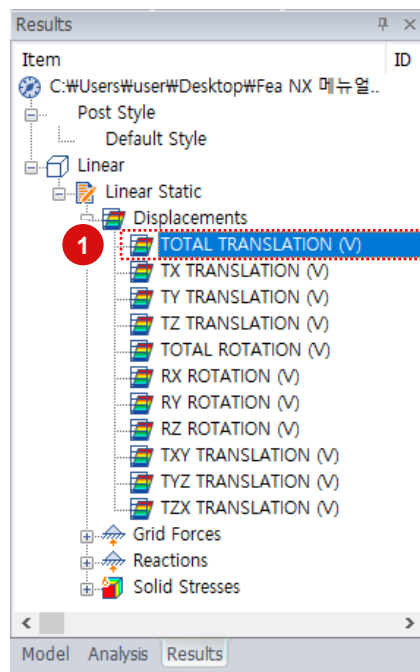 Results
Item ID
C:₩Users₩user₩Desktop₩Fea NX 메뉴얼..
Post Style
Default Style
Linear
Linear Static
Displacements
1 TOTAL TRANSLATION (V)
TX TRANSLATION (V)
TY TRANSLATION (V)
TZ TRANSLATION (V)
TOTAL ROTATION (V)
RX ROTATION (V)
RY ROTATION (V)
RZ ROTATION (V)
TXY TRANSLATION (V)
TYZ TRANSLATION (V)
TZX TRANSLATION (V)
Grid Forces
Reactions
Solid Stresses
Model Analysis Results